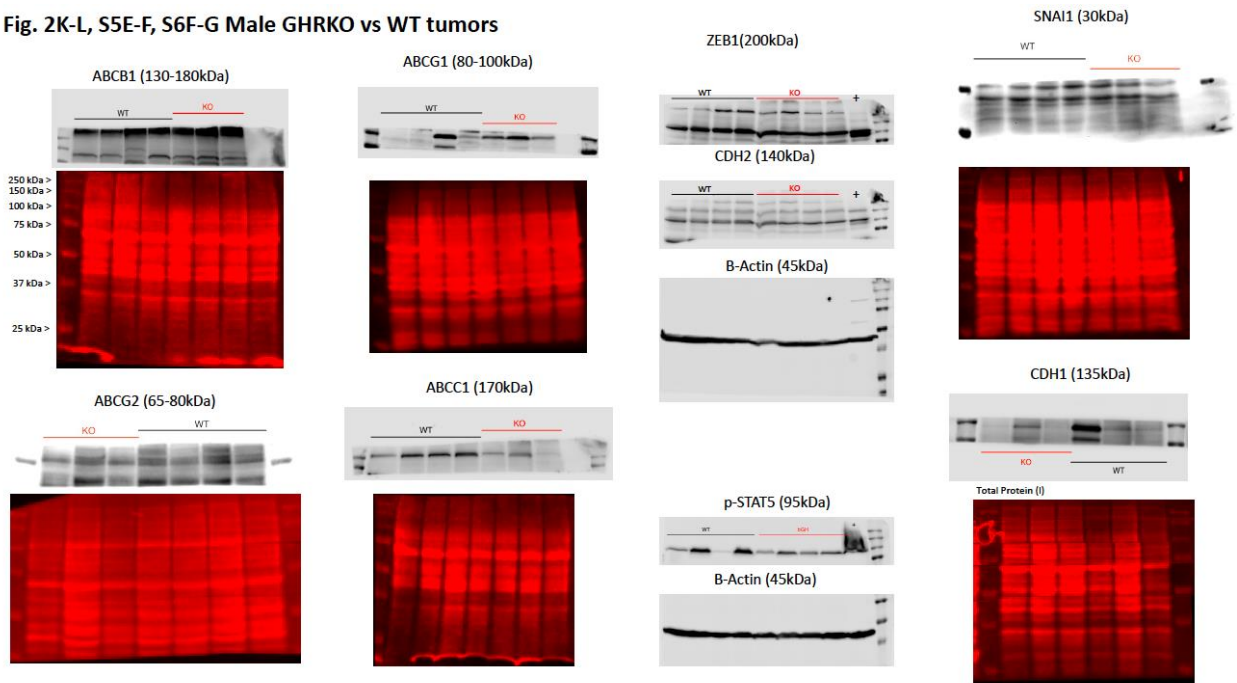 Fig. 2K-L, S5E-F, S6F-G Male GHRKO vs WT tumors
ABCB1 (130-180kDa)
WT
KO
250 kDa >
150 kDa >
100 kDa >
75 kDa >
50 kDa >
37 kDa >
25 kDa >
ABCG1 (80-100kDa)
WT
KO
ZEB1(200kDa)
WT
KO
+
CDH2 (140kDa)
WT
KO
+
B-Actin (45kDa)
SNAI1 (30kDa)
WT
KO
ABCG2 (65-80kDa)
KO
WT
ABCC1 (170kDa)
WT
KO
p-STAT5 (95kDa)
WT
bGH
B-Actin (45kDa)
CDH1 (135kDa)
KO
WT
Total Protein (I)